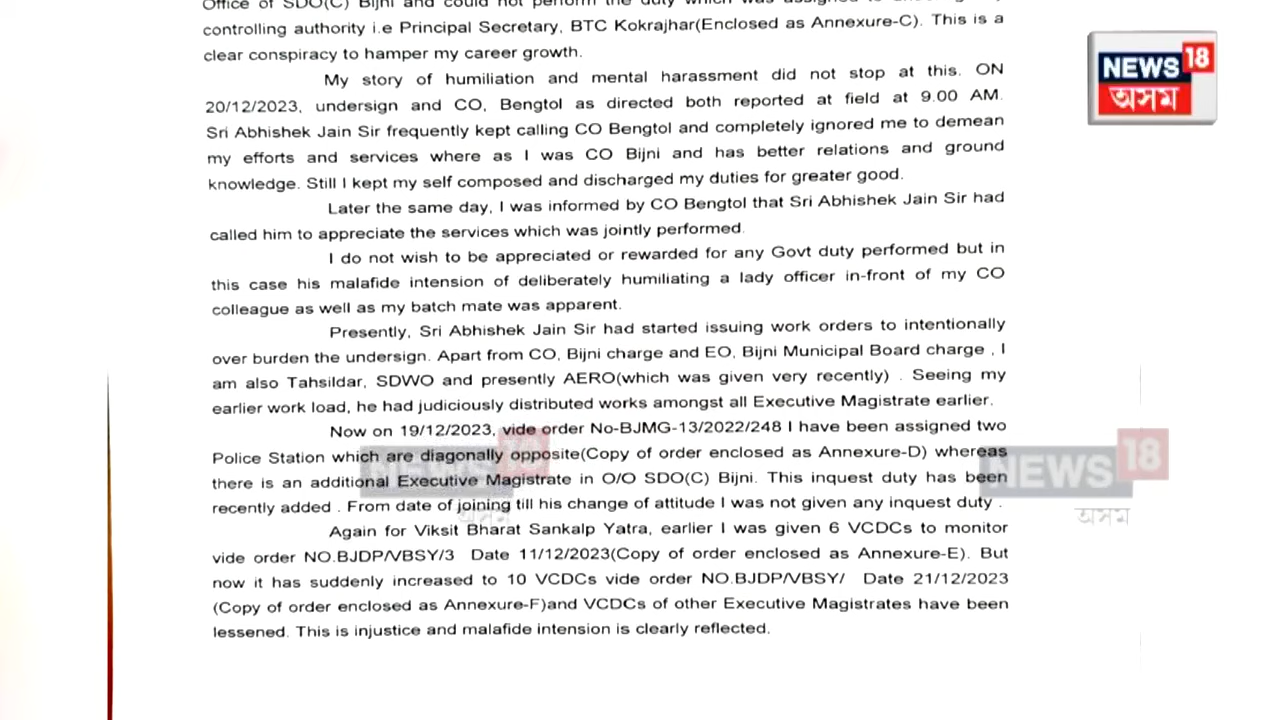 Office of SDO(C) Bijni and could not perform the duty which was assigned to
controlling authority i.e Principal Secretary, BTC Kokrajhar(Enclosed as Annexure-C). This is a
clear conspiracy to hamper my career growth.
My story of humiliation and mental harassment did not stop at this. ON
20/12/2023, undersign and CO, Bengtol as directed both reported at field at 9.00 AM.
Sri Abhishek Jain Sir frequently kept calling CO Bengtol and completely ignored me to demean
my efforts and services where as I was CO Bijni and has better relations and ground
knowledge. Still I kept my self composed and discharged my duties for greater good.
Later the same day, I was informed by CO Bengtol that Sri Abhishek Jain Sir had
called him to appreciate the services which was jointly performed.
I do not wish to be appreciated or rewarded for any Govt duty performed but in
this case his malafide intension of deliberately humiliating a lady officer in-front of my CO
colleague as well as my batch mate was apparent.
Presently, Sri Abhishek Jain Sir had started issuing work orders to intentionally
over burden the undersign. Apart from CO, Bijni charge and EO, Bijni Municipal Board charge , I
am also Tahsildar, SDWO and presently AERO(which was given very recently) . Seeing my
earlier work load, he had judiciously distributed works amongst all Executive Magistrate earlier.
Now on 19/12/2023, vide order No-BJMG-13/2022/248 I have been assigned two
Police Station which are diagonally opposite(Copy of order enclosed as Annexure-D) whereas
there is an additional Executive Magistrate in O/O SDO(C) Bijni. This inquest duty has been
recently added . From date of joining till his change of attitude I was not given any inquest duty .
Again for Viksit Bharat Sankalp Yatra, earlier I was given 6 VCDCs to monitor
vide order NO.BJDP/VBSY/3 Date 11/12/2023(Copy of order enclosed as Annexure-E). But
now it has suddenly increased to 10 VCDCs vide order NO.BJDP/VBSY/ Date 21/12/2023
(Copy of order enclosed as Annexure-F)and VCDCs of other Executive Magistrates have been
lessened. This is injustice and malafide intension is clearly reflected.
NEWS 18
অসম
NEWS 18
অসম
NEWS 18
অসম